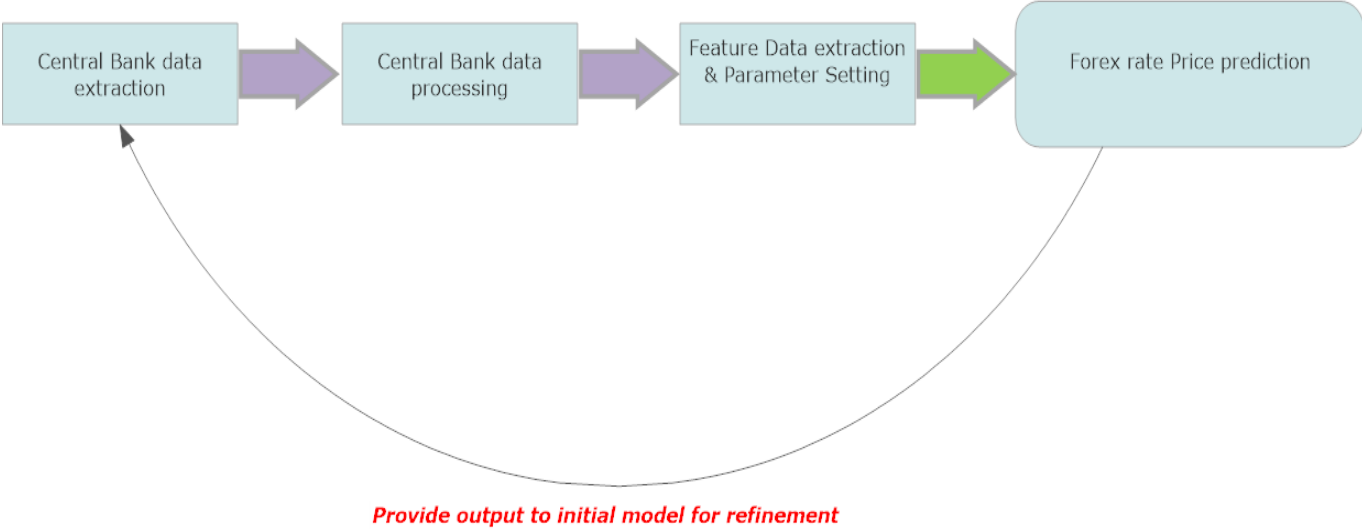 Central Bank data
extraction
Central Bank data
processing
Feature Data extraction
& Parameter Setting
Forex rate Price prediction
Provide output to initial model for refinement